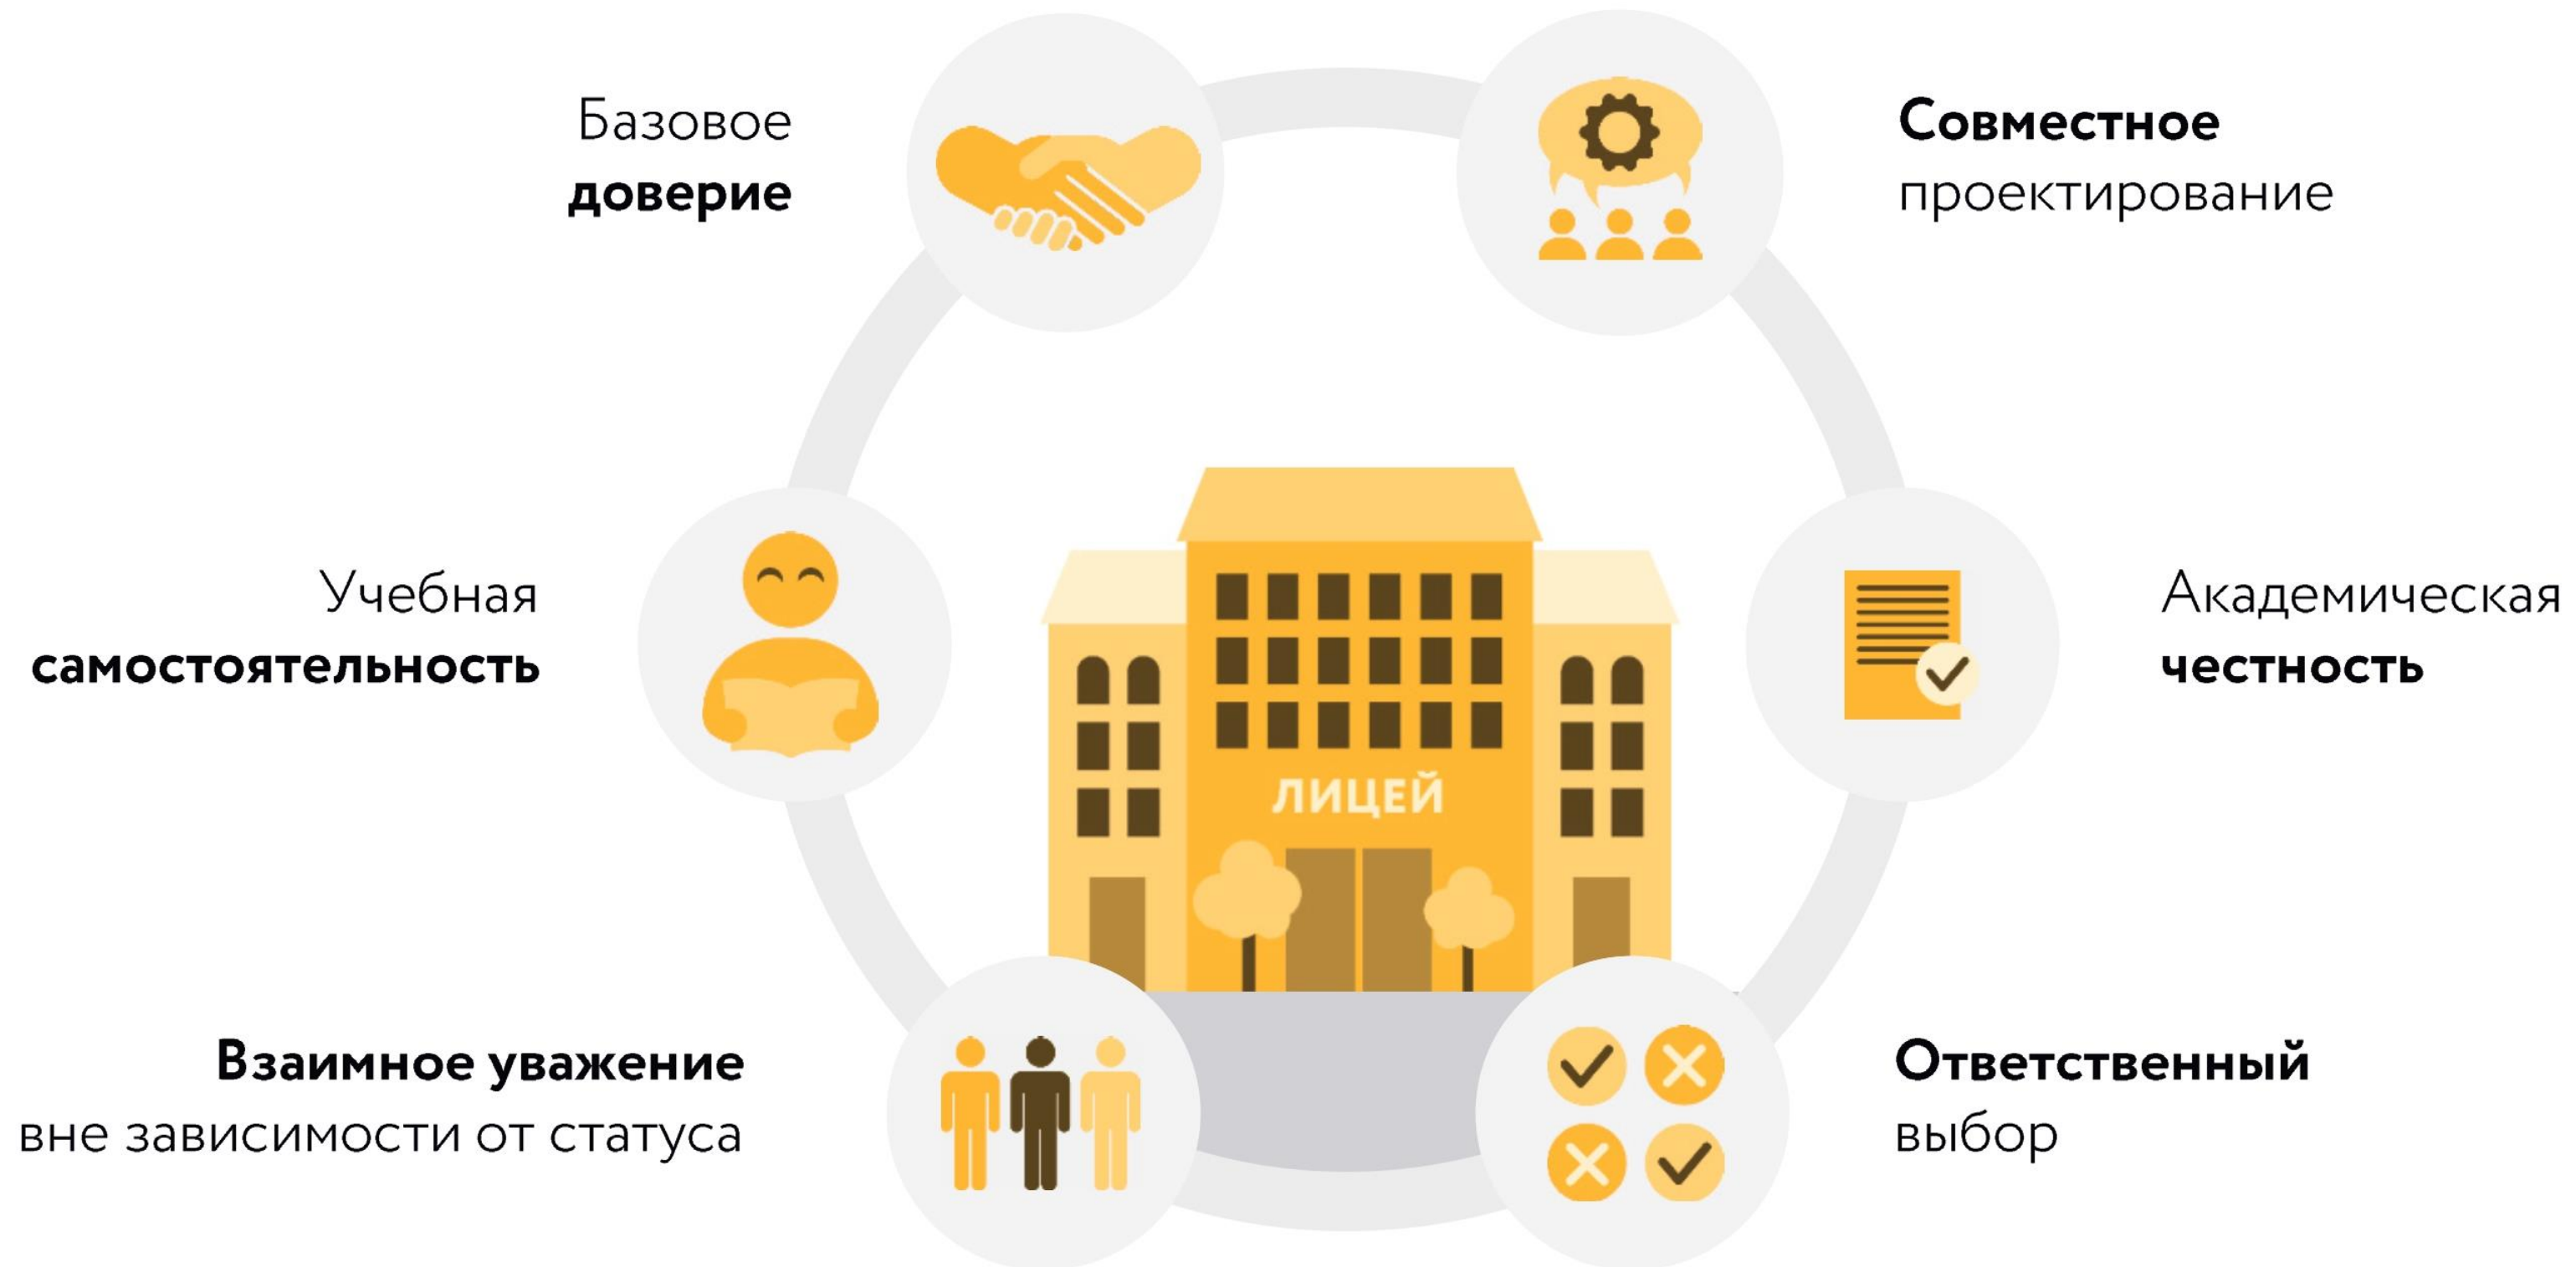 Базовое
доверие
Совместное
проектирование
Учебная
самостоятельность
Академическая
честность
ЛИЦЕЙ
Взаимное уважение
вне зависимости от статуса
Ответственный
выбор